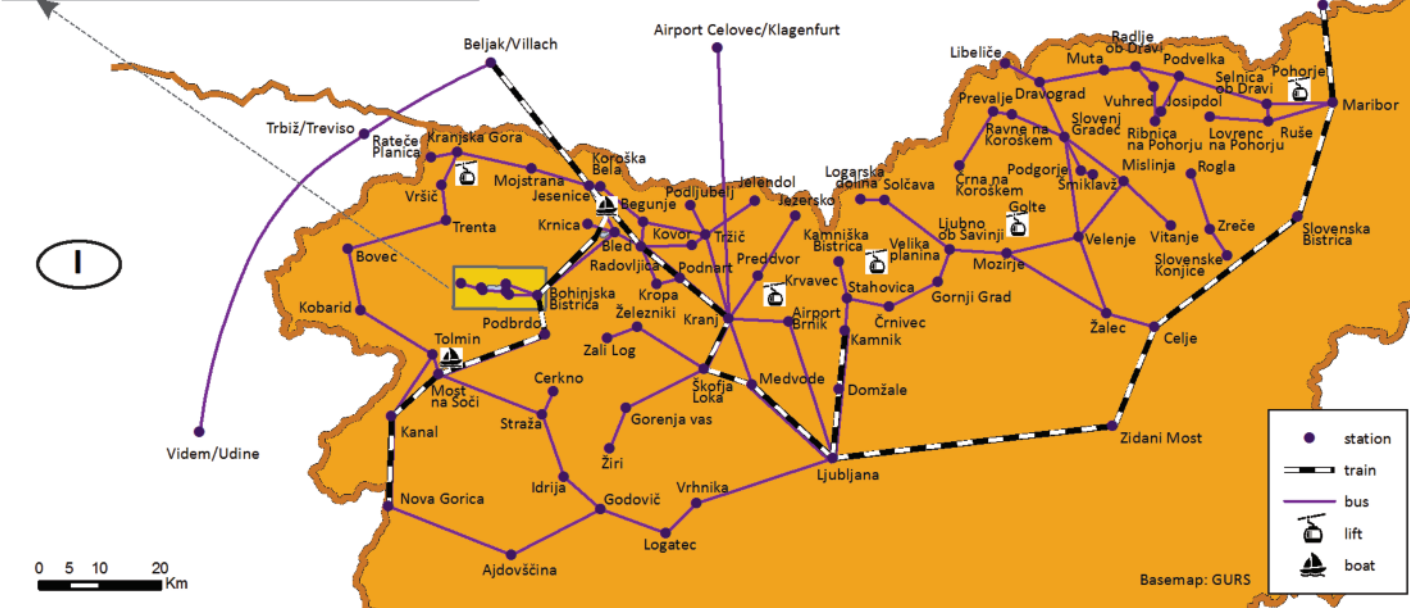 Airport Celovec/Klagenfurt
Beljak/Villach
Libeliče
Muta
Radlje
ob Dravi
Podvelka
Selnica
ob Dravi
Pohorje
Dravograd
Maribor
Prevalje
Vuhred
Josipdol
Ravne na
Koroškem
Slovenj
Gradec
Ribnica
na Pohorju
Lovrenc
na Pohorju
Ruše
Trbiž/Treviso
Rateče
Planica
Kranjska Gora
Koroška
Bela
Mojstrana
Jesenice
Vršič
Trenta
Krnica
Begunje
Podljubelj
Jelendol
Jezersko
Logarska
dolina
Solčava
Črna na
Koroškem
Podgorje
Šmiklavž
Mislinja
Rogla
Golte
Bled
Kovor
Tržič
Kamniška
Bistrica
Velika
planina
Ljubno
ob Savinji
Mozirje
Velenje
Vitanje
Zreče
Slovenske
Konjice
Slovenska
Bistrica
I
Bovec
Radovljica
Podnart
Preddvor
Krvavec
Stahovica
Gornji Grad
Kobarid
Bohinjska
Bistrica
Kropa
Železniki
Kranj
Airport
Brnik
Črnivec
Kamnik
Žalec
Celje
Podbrdo
Zali Log
Tolmin
Most
na Soči
Cerkno
Škofja
Loka
Medvode
Domžale
Kanal
Straža
Gorenja vas
Žiri
Ljubljana
Zidani Most
Videm/Udine
Nova Gorica
Idrija
Godovič
Vrhnika
Logatec
Ajdovščina
station
train
bus
lift
boat
0 5 10 20
Km
Basemap: GURS